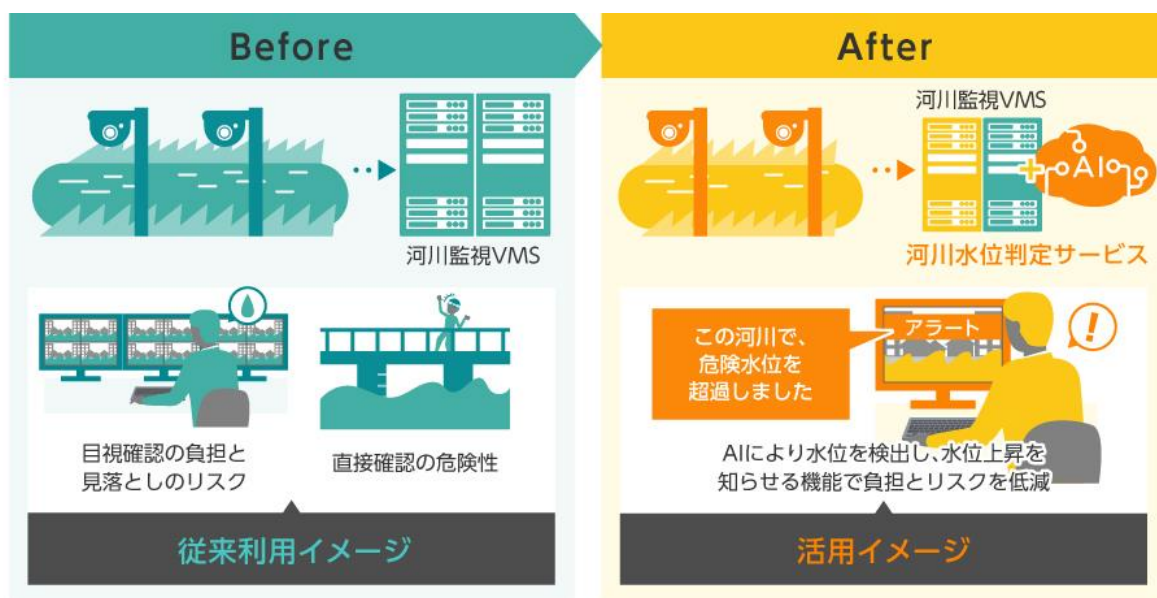 Before
河川監視VMS
目視確認の負担と
見落としのリスク
直接確認の危険性
従来利用イメージ
After
河川監視VMS
+AI
河川水位判定サービス
この河川で、
危険水位を
超過しました
アラート
!
AIにより水位を検出し、水位上昇を
知らせる機能で負担とリスクを低減
活用イメージ